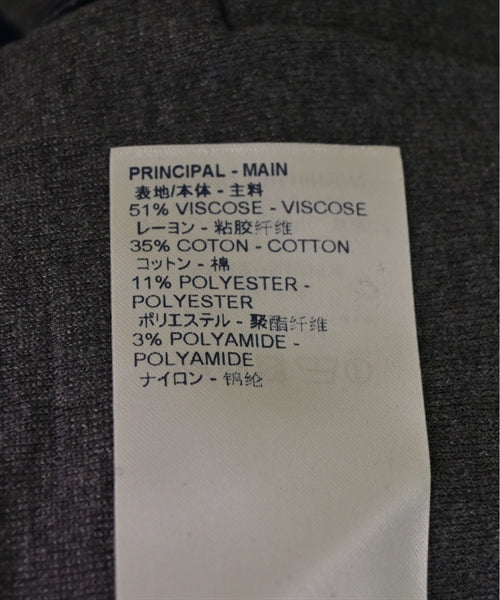 PRINCIPAL - MAIN
表地/本体 - 主料
51% VISCOSE - VISCOSE
レーヨン - 粘胶纤维
35% COTON - COTTON
コットン - 棉
11% POLYESTER -
POLYESTER
ポリエステル - 聚酯纤维
3% POLYAMIDE -
POLYAMIDE
ナイロン - 锦纶